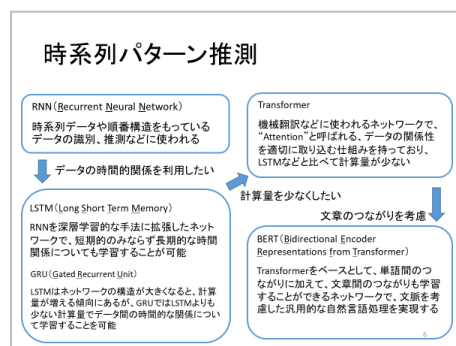 時系列パターン推測
RNN(Recurrent Neural Network)
時系列データや順番構造をもっている
データの識別、推測などに使われる
データの時間的関係を利用したい
LSTM(Long Short Term Memory)
RNNを深層学習的な手法に拡張したネット
ワークで、短期的のみならず長期的な時間
関係についても学習することが可能
GRU(Gated Recurrent Unit)
LSTMはネットワークの構造が大きくなると、計算
量が増える傾向にあるが、GRUではLSTMよりも
少ない計算量でデータ間の時間的な関係につい
て学習することを可能
計算量を少なくしたい
Transformer
機械翻訳などに使われるネットワークで、
“Attention”と呼ばれる、データの関係性
を適切に取り込む仕組みを持っており、
LSTMなどと比べて計算量が少ない
文章のつながりを考慮
BERT(Bidirectional Encoder
Representations from Transformer)
Transformerをベースとして、単語間のつ
ながりに加えて、文章間のつながりも学習
することができるネットワークで、文脈を考
慮した汎用的な自然言語処理を実現する
6